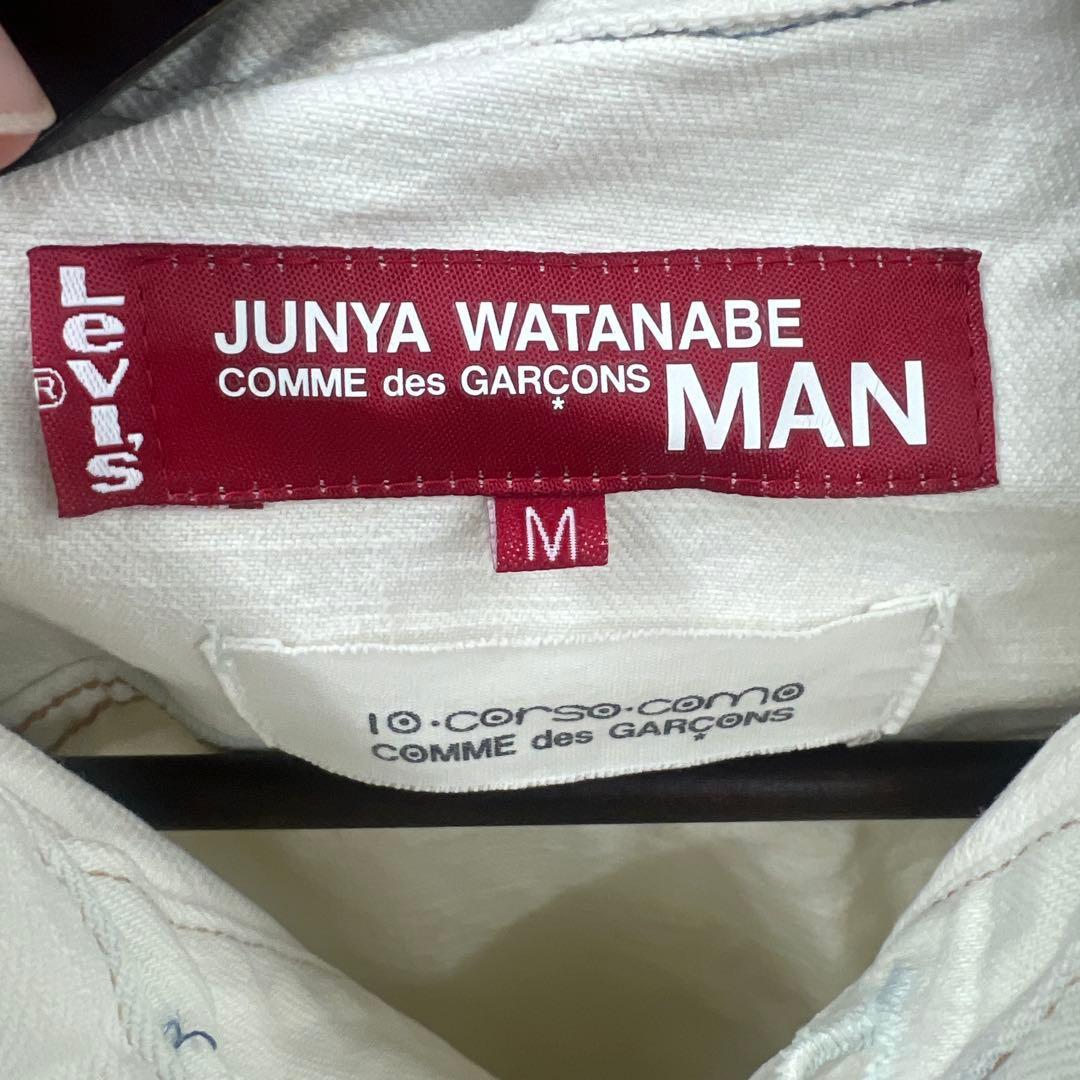 Levi's
®
JUNYA WATANABE
COMME des GARÇONS MAN
*
M
10·corso·como
COMME des GARÇONS
*